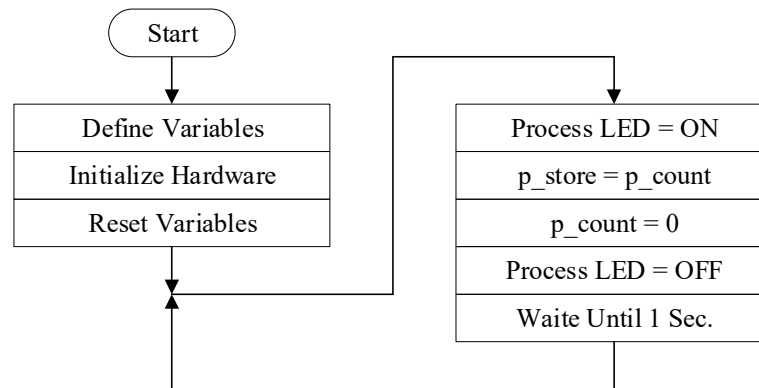 Start
Define Variables
Initialize Hardware
Reset Variables
Process LED = ON
p_store = p_count
p_count = 0
Process LED = OFF
Waite Until 1 Sec.